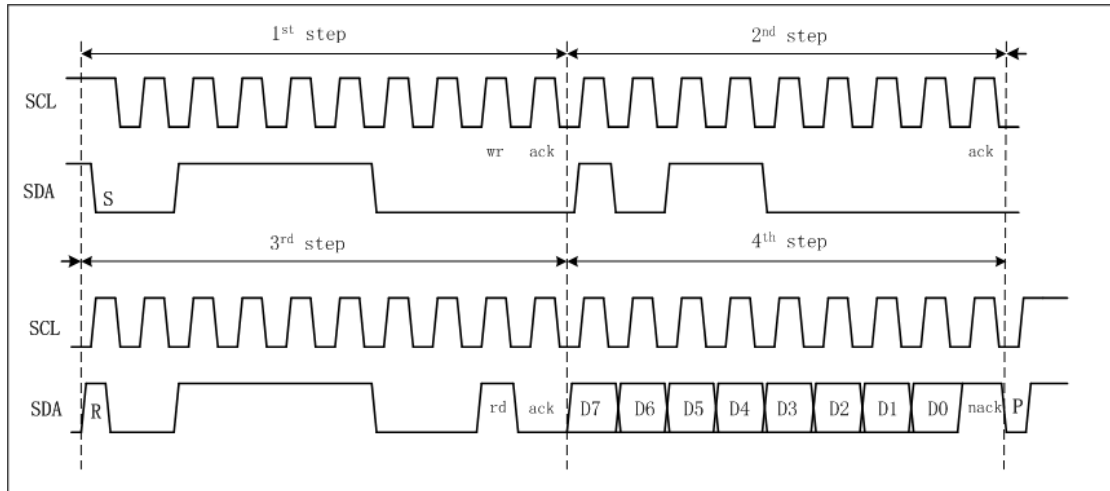 1st step 2nd step
SCL
wr ack ack
SDA S
3rd step 4th step
SCL
SDA R rd ack D7 D6 D5 D4 D3 D2 D1 D0 nack P